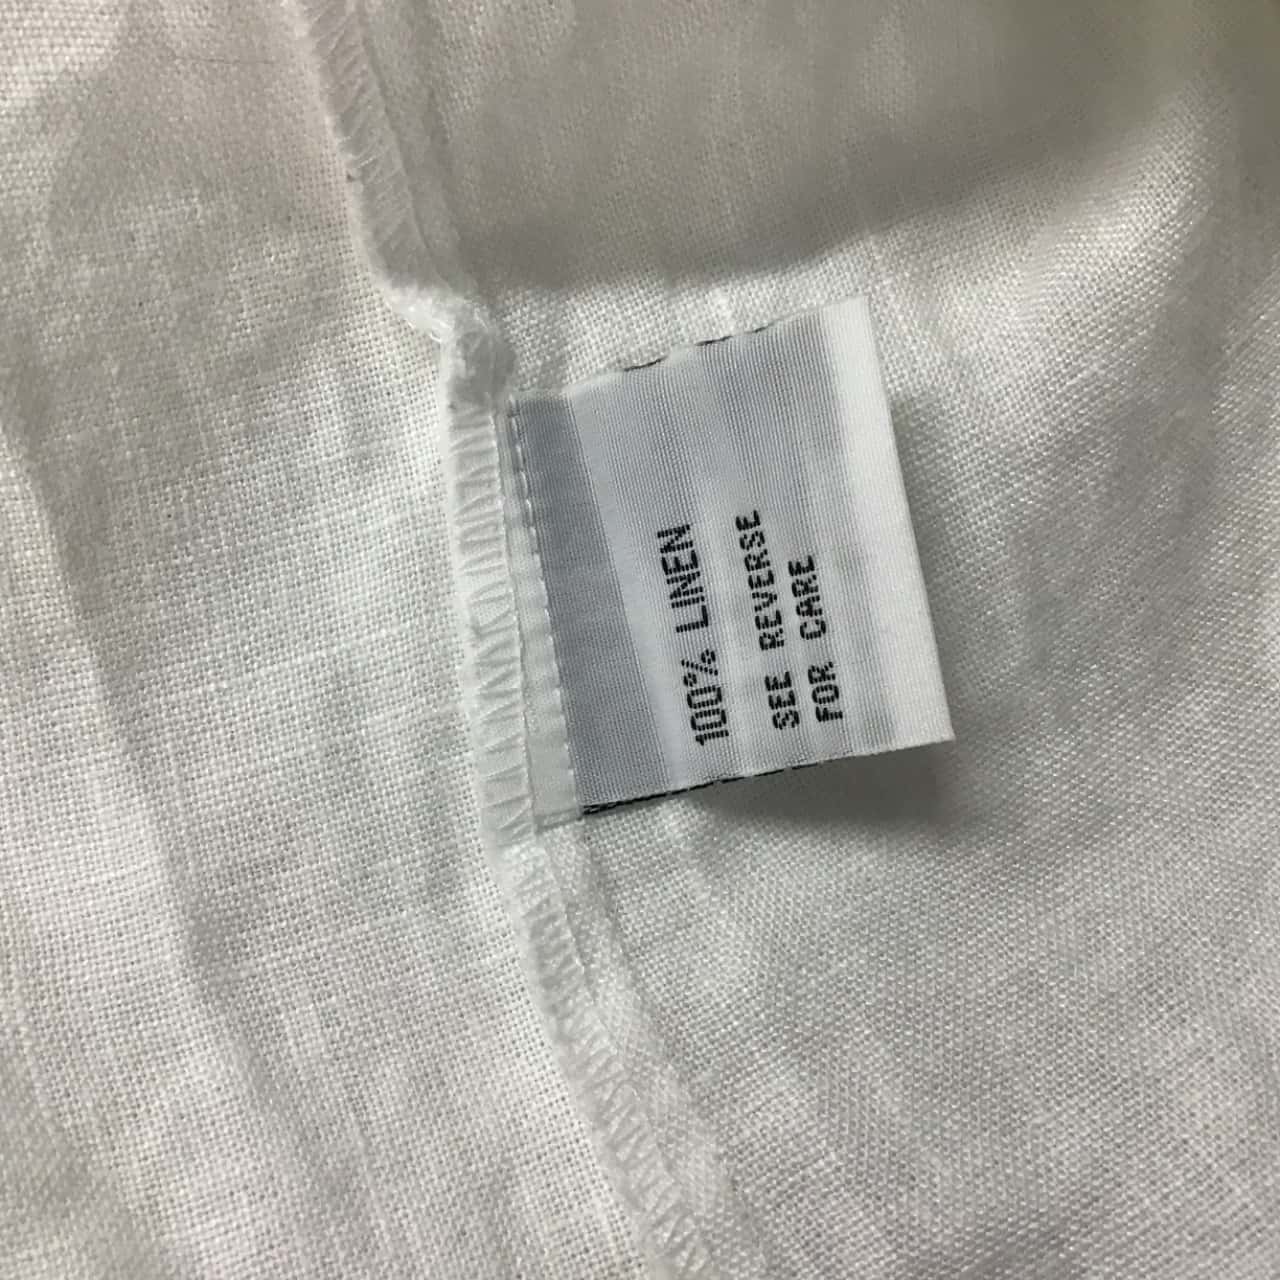 100% LINEN
SEE REVERSE
FOR CARE